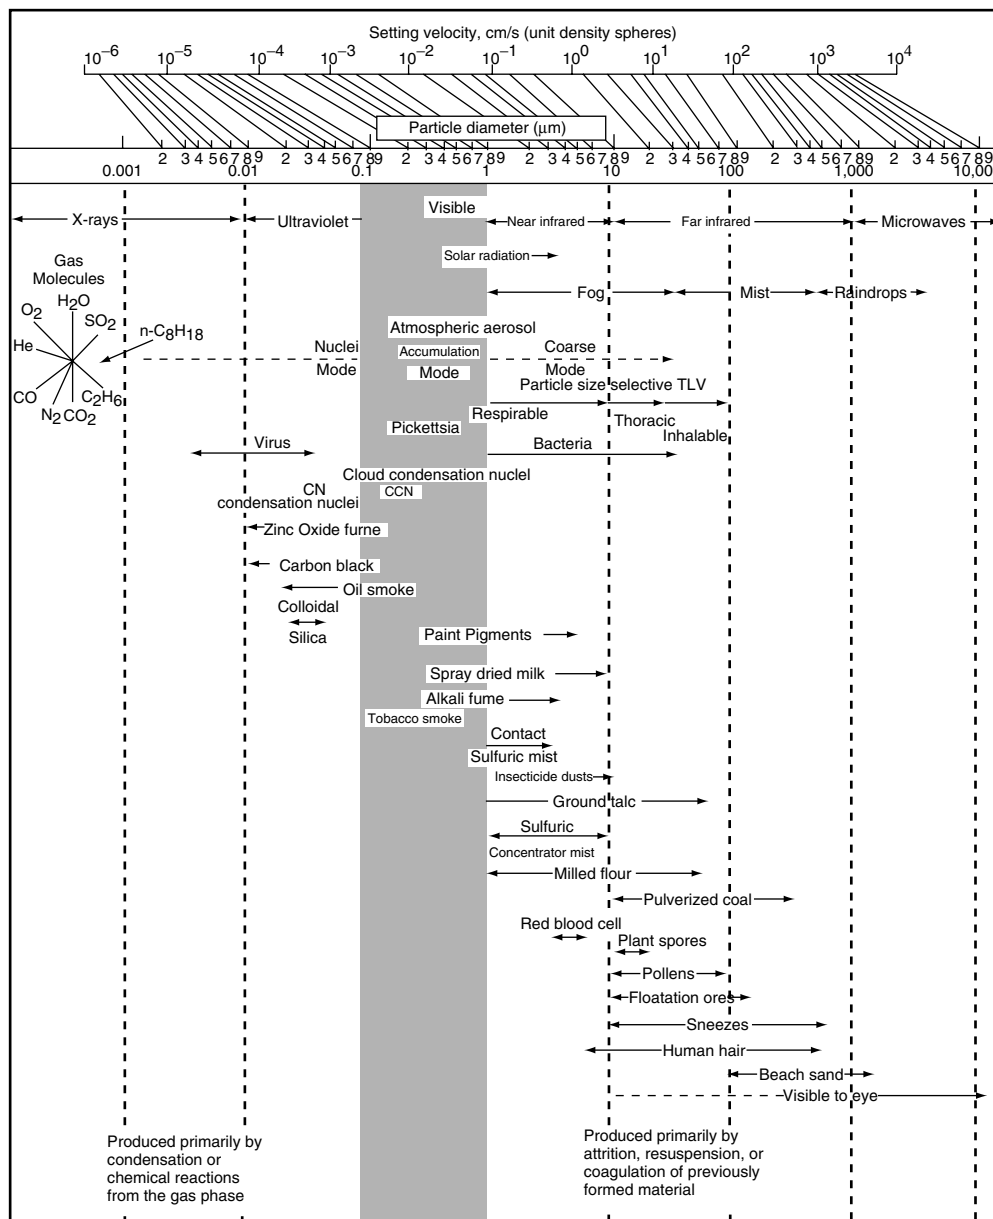 Setting velocity, cm/s (unit density spheres)
10−6 10−5 10−4 10−3 10−2 10−1 100 101 102 103 104
Particle diameter (μm)
2 3 4 5 6 7 8 9 2 3 4 5 6 7 8 9 2 3 4 5 6 7 8 9 2 3 4 5 6 7 8 9 2 3 4 5 6 7 8 9 2 3 4 5 6 7 8 9 2 3 4 5 6 7 8 9
0.001 0.01 0.1 1 10 100 1,000 10,00
X-rays Ultraviolet Visible Near infrared Far infrared Microwaves
Solar radiation
Gas
Molecules
H2O
O2
SO2
He
n-C8H18
CO
N2
CO2
C2H6
Fog Mist Raindrops
Atmospheric aerosol
Nuclei
Mode
Accumulation
Mode
Coarse
Mode
Particle size selective TLV
Respirable
Thoracic
Inhalable
Pickettsia
Virus
Bacteria
Cloud condensation nuclel
CN
condensation nuclei
CCN
Zinc Oxide furne
Carbon black
Oil smoke
Colloidal
Silica
Paint Pigments
Spray dried milk
Alkali fume
Tobacco smoke
Contact
Sulfuric mist
Insecticide dusts
Ground talc
Sulfuric
Concentrator mist
Milled flour
Pulverized coal
Red blood cell
Plant spores
Pollens
Floatation ores
Sneezes
Human hair
Beach sand
Visible to eye
Produced primarily by
condensation or
chemical reactions
from the gas phase
Produced primarily by
attrition, resuspension, or
coagulation of previously
formed material